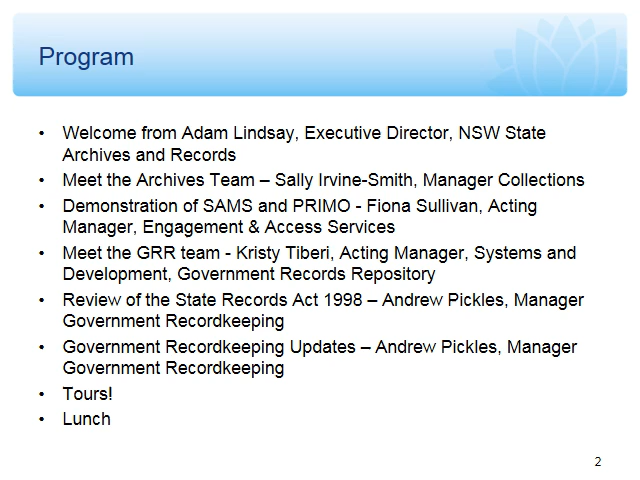 Program
• Welcome from Adam Lindsay, Executive Director, NSW State
Archives and Records
• Meet the Archives Team – Sally Irvine-Smith, Manager Collections
• Demonstration of SAMS and PRIMO - Fiona Sullivan, Acting
Manager, Engagement & Access Services
• Meet the GRR team - Kristy Tiberi, Acting Manager, Systems and
Development, Government Records Repository
• Review of the State Records Act 1998 – Andrew Pickles, Manager
Government Recordkeeping
• Government Recordkeeping Updates – Andrew Pickles, Manager
Government Recordkeeping
• Tours!
• Lunch
2